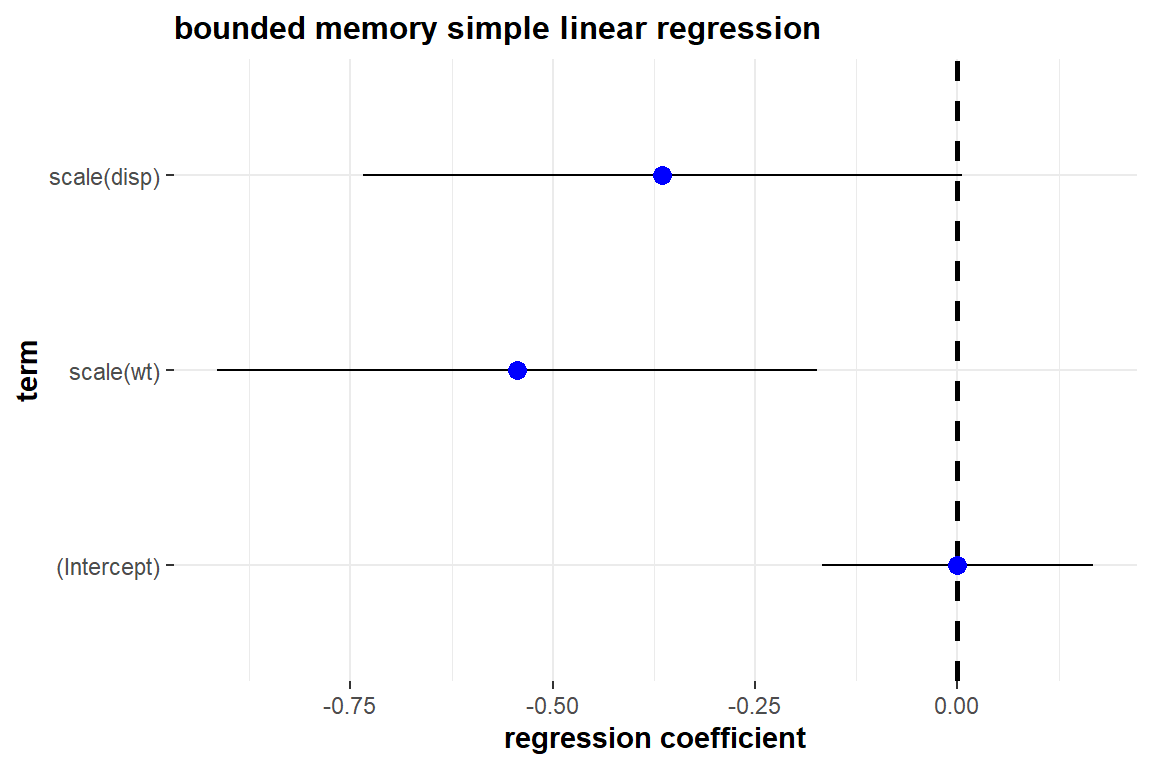 bounded memory simple linear regression
scale(disp)
scale(wt)
(Intercept)
term
-0.75
-0.50
-0.25
0.00
regression coefficient